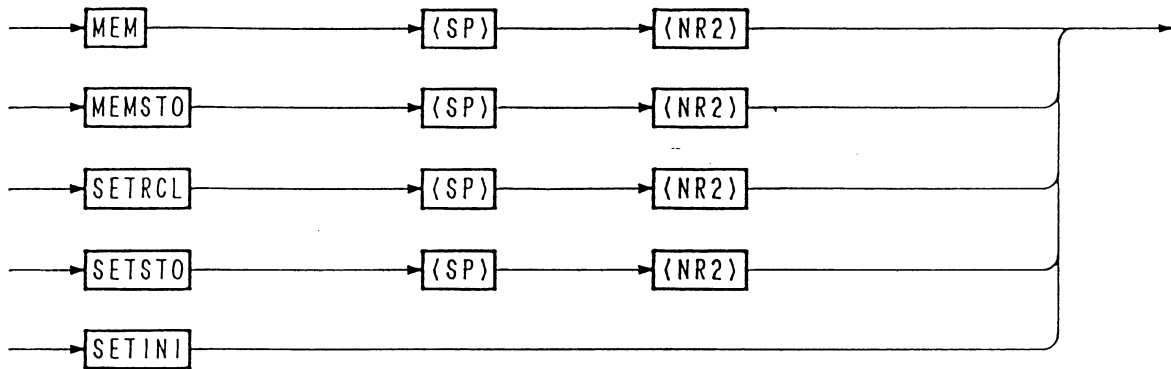 MEM ⟨SP⟩ ⟨NR2⟩
MEMSTO ⟨SP⟩ ⟨NR2⟩
SETRCL ⟨SP⟩ ⟨NR2⟩
SETSTO ⟨SP⟩ ⟨NR2⟩
SETINI